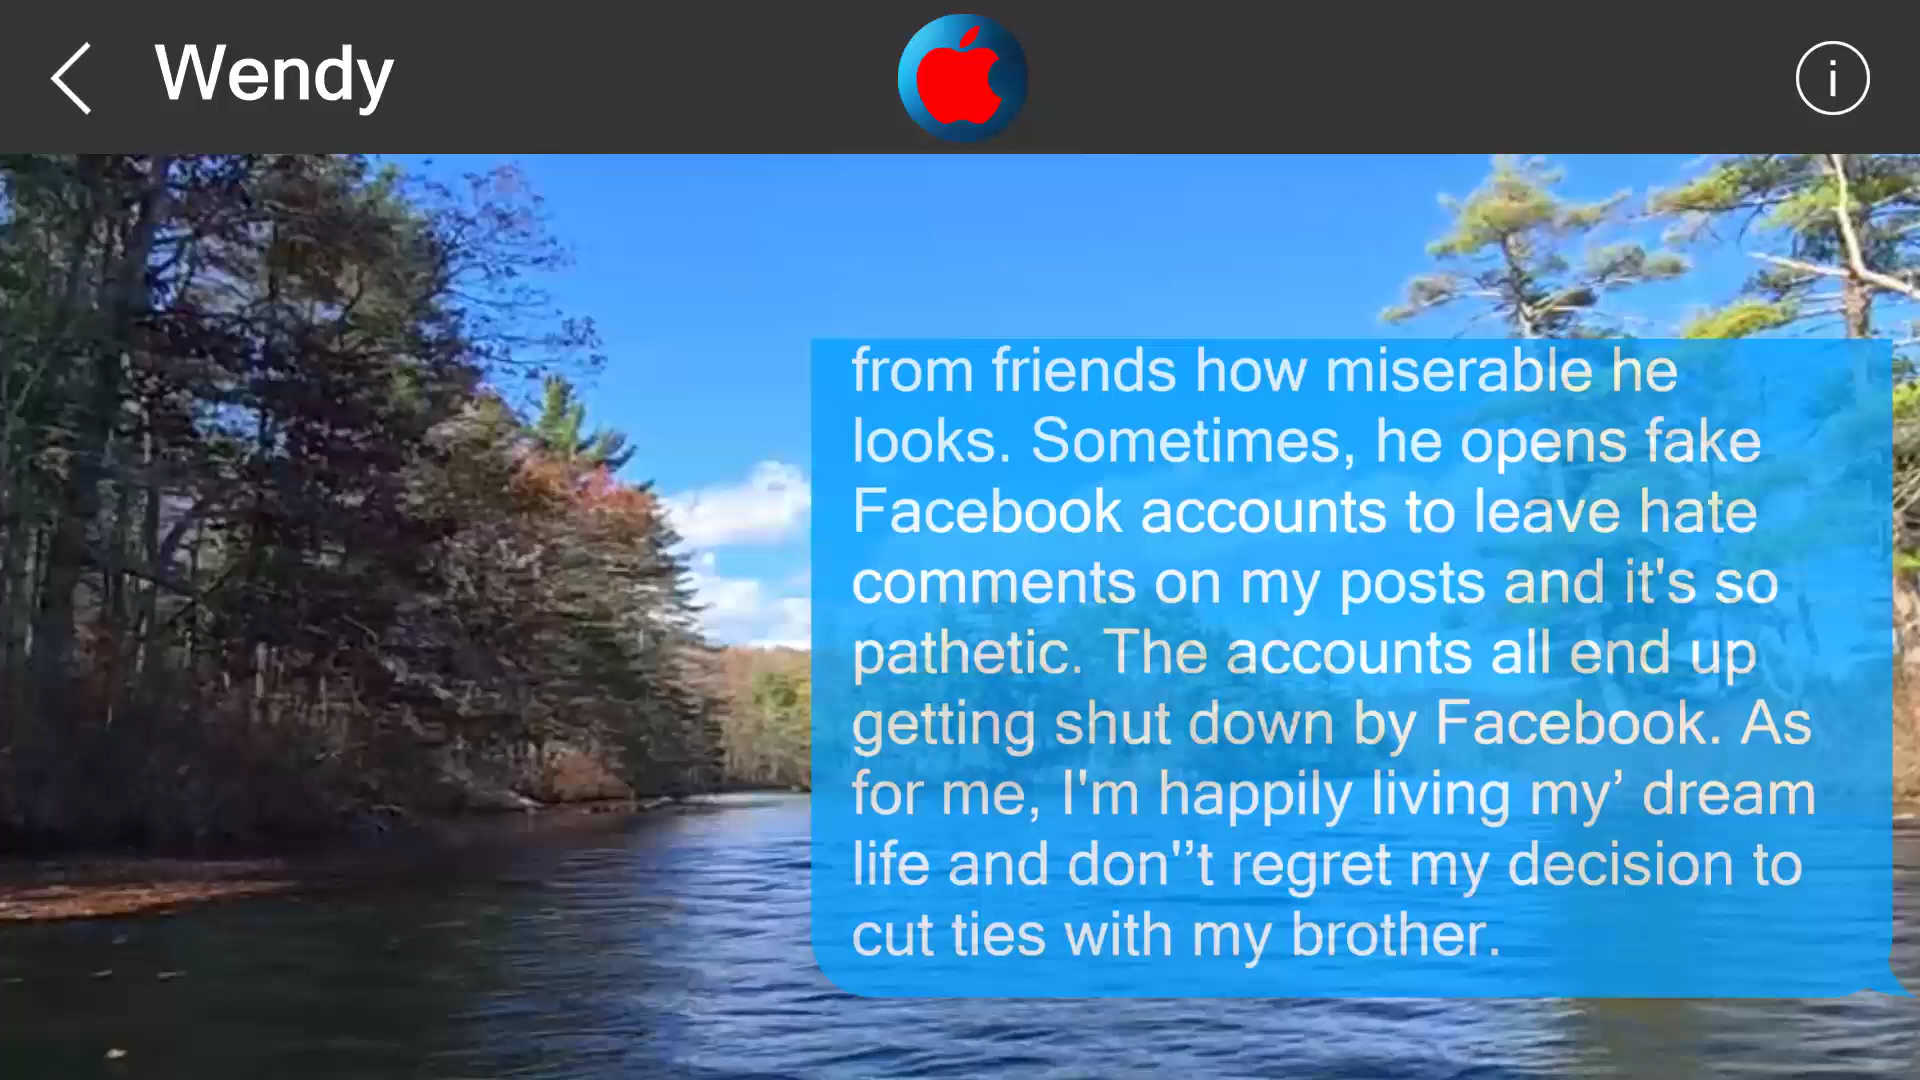 Wendy
i
from friends how miserable he
looks. Sometimes, he opens fake
Facebook accounts to leave hate
comments on my posts and it's so
pathetic. The accounts all end up
getting shut down by Facebook. As
for me, I'm happily living my’ dream
life and don'’t regret my decision to
cut ties with my brother.